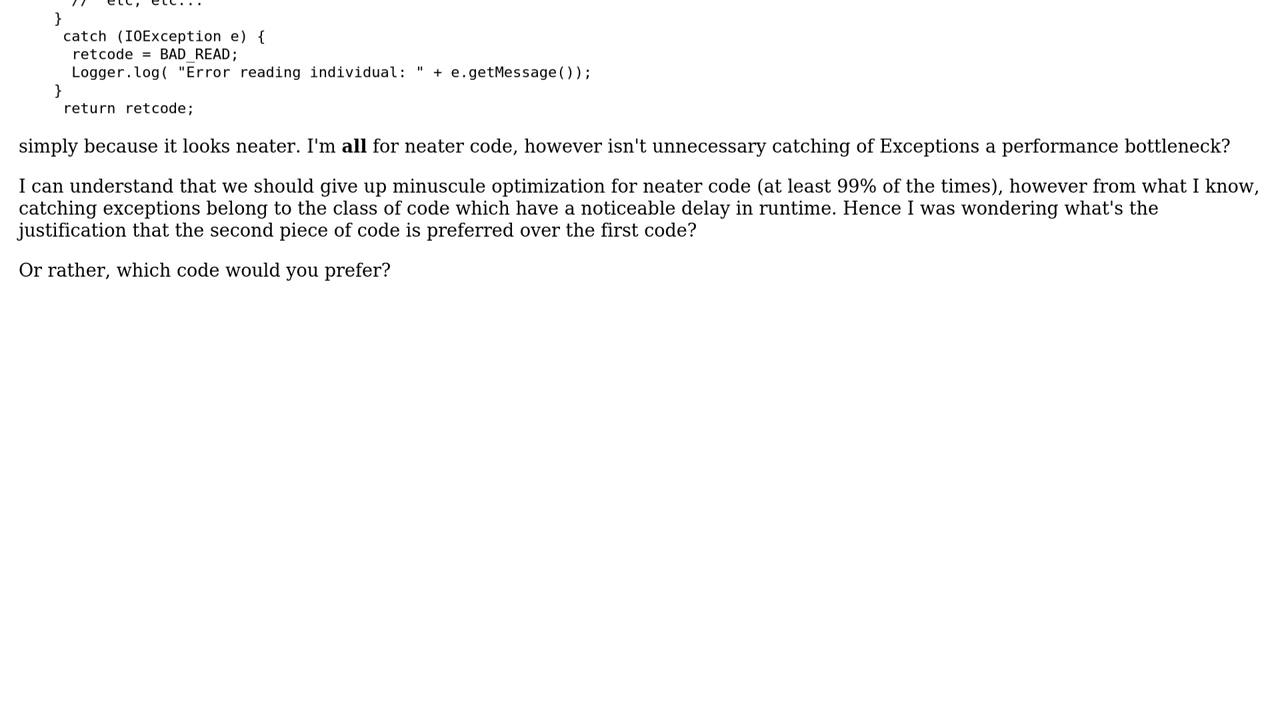 // etc, etc...
}
catch (IOException e) {
retcode = BAD_READ;
Logger.log( "Error reading individual: " + e.getMessage());
}
return retcode;
simply because it looks neater. I'm all for neater code, however isn't unnecessary catching of Exceptions a performance bottleneck?
I can understand that we should give up minuscule optimization for neater code (at least 99% of the times), however from what I know,
catching exceptions belong to the class of code which have a noticeable delay in runtime. Hence I was wondering what's the
justification that the second piece of code is preferred over the first code?
Or rather, which code would you prefer?